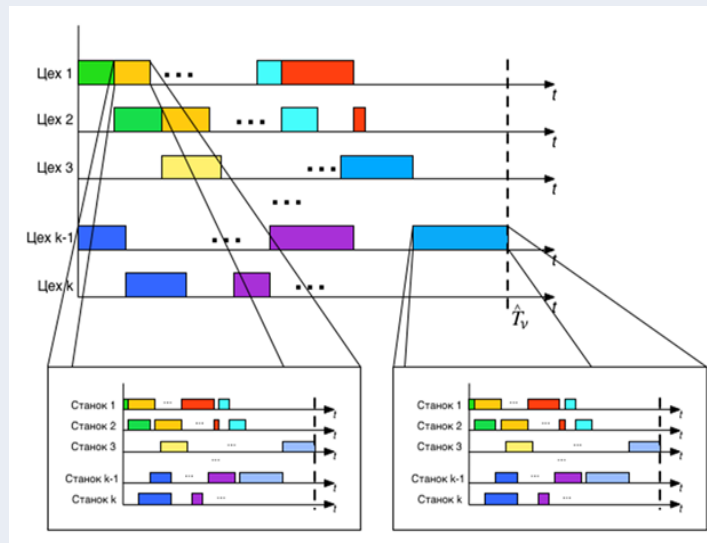 Цех 1
...
t
Цех 2
...
t
Цех 3
...
t
...
Цех k-1
...
t
Цех k
...
t
T̂ᵥ
Станок 1
...
t
Станок 2
...
t
Станок 3
...
t
...
Станок k-1
...
t
Станок k
...
t
Станок 1
...
t
Станок 2
...
t
Станок 3
...
t
...
Станок k-1
...
t
Станок k
...
t